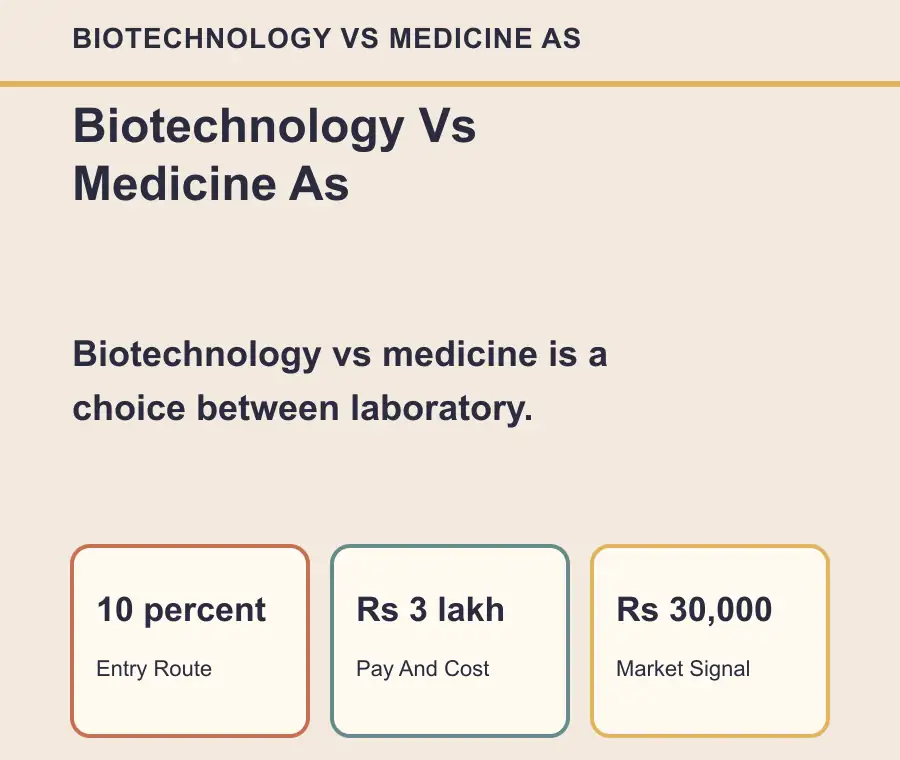 BIOTECHNOLOGY VS MEDICINE AS
Biotechnology Vs
Medicine As
Biotechnology vs medicine is a
choice between laboratory.
10 percent
Entry Route
Rs 3 lakh
Pay And Cost
Rs 30,000
Market Signal